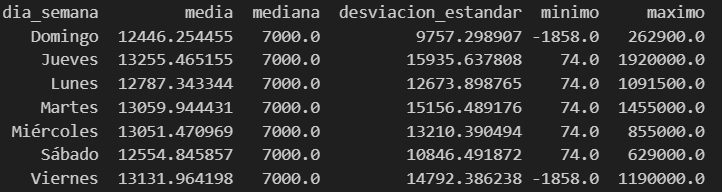 dia_semana media mediana desviacion_estandar minimo maximo
Domingo 12446.254455 7000.0 9757.298907 -1858.0 262900.0
Jueves 13255.465155 7000.0 15935.637808 74.0 1920000.0
Lunes 12787.343344 7000.0 12673.898765 74.0 1091500.0
Martes 13059.944431 7000.0 15156.489176 74.0 1455000.0
Miércoles 13051.470969 7000.0 13210.390494 74.0 855000.0
Sábado 12554.845857 7000.0 10846.491872 74.0 629000.0
Viernes 13131.964198 7000.0 14792.386238 -1858.0 1190000.0